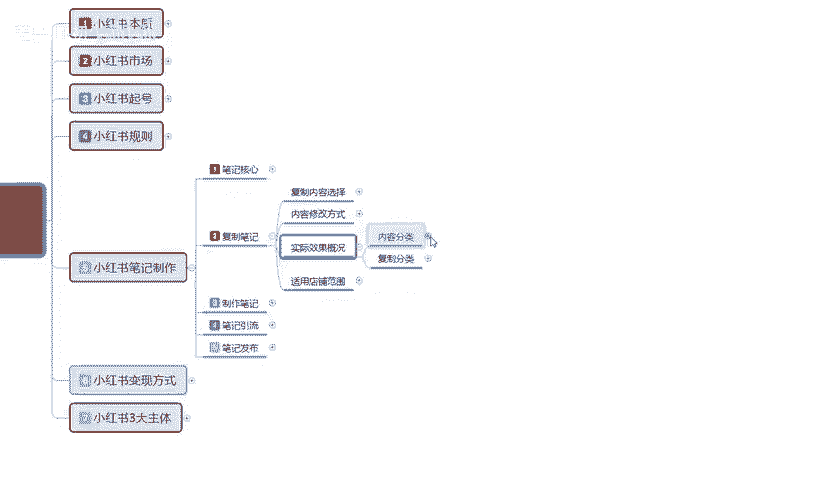 1 小红书本质
2 小红书市场
3 小红书起号
4 小红书规则
小红书笔记制作
1 笔记核心
2 复制笔记
复制内容选择
内容修改方式
实际效果概况
内容分类
复制分类
适用店铺范围
3 制作笔记
4 笔记引流
笔记发布
小红书变现方式
小红书3大主体